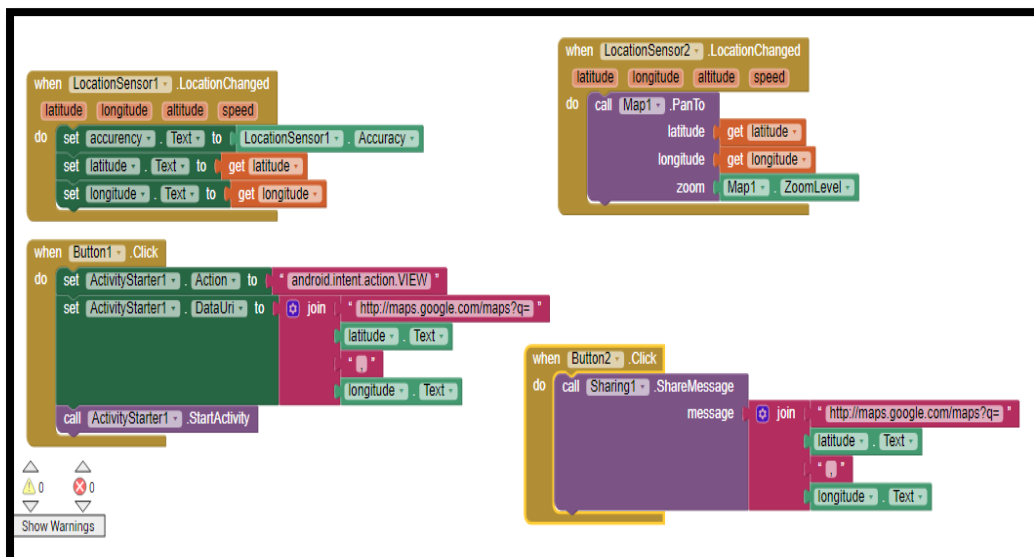 when LocationSensor1 .LocationChanged
latitude longitude altitude speed
do set accurency . Text to LocationSensor1 . Accuracy
set latitude . Text to get latitude
set longitude . Text to get longitude
when LocationSensor2 .LocationChanged
latitude longitude altitude speed
do call Map1 .PanTo
latitude get latitude
longitude get longitude
zoom Map1 . ZoomLevel
when Button1 .Click
do set ActivityStarter1 . Action to " android.intent.action.VIEW "
set ActivityStarter1 . DataUri to join " http://maps.google.com/maps?q= "
latitude . Text
" , "
longitude . Text
call ActivityStarter1 .StartActivity
when Button2 .Click
do call Sharing1 .ShareMessage
message join " http://maps.google.com/maps?q= "
latitude . Text
" , "
longitude . Text
0 0
Show Warnings